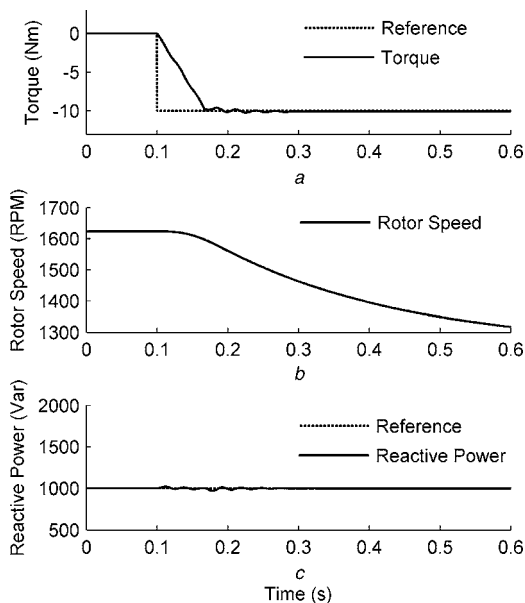 Torque (Nm)
0
-5
-10
Reference
Torque
0 0.1 0.2 0.3 0.4 0.5 0.6
a
Rotor Speed (RPM)
1700
1600
1500
1400
1300
Rotor Speed
0 0.1 0.2 0.3 0.4 0.5 0.6
b
Reactive Power (Var)
2000
1500
1000
500
Reference
Reactive Power
0 0.1 0.2 0.3 0.4 0.5 0.6
c
Time (s)